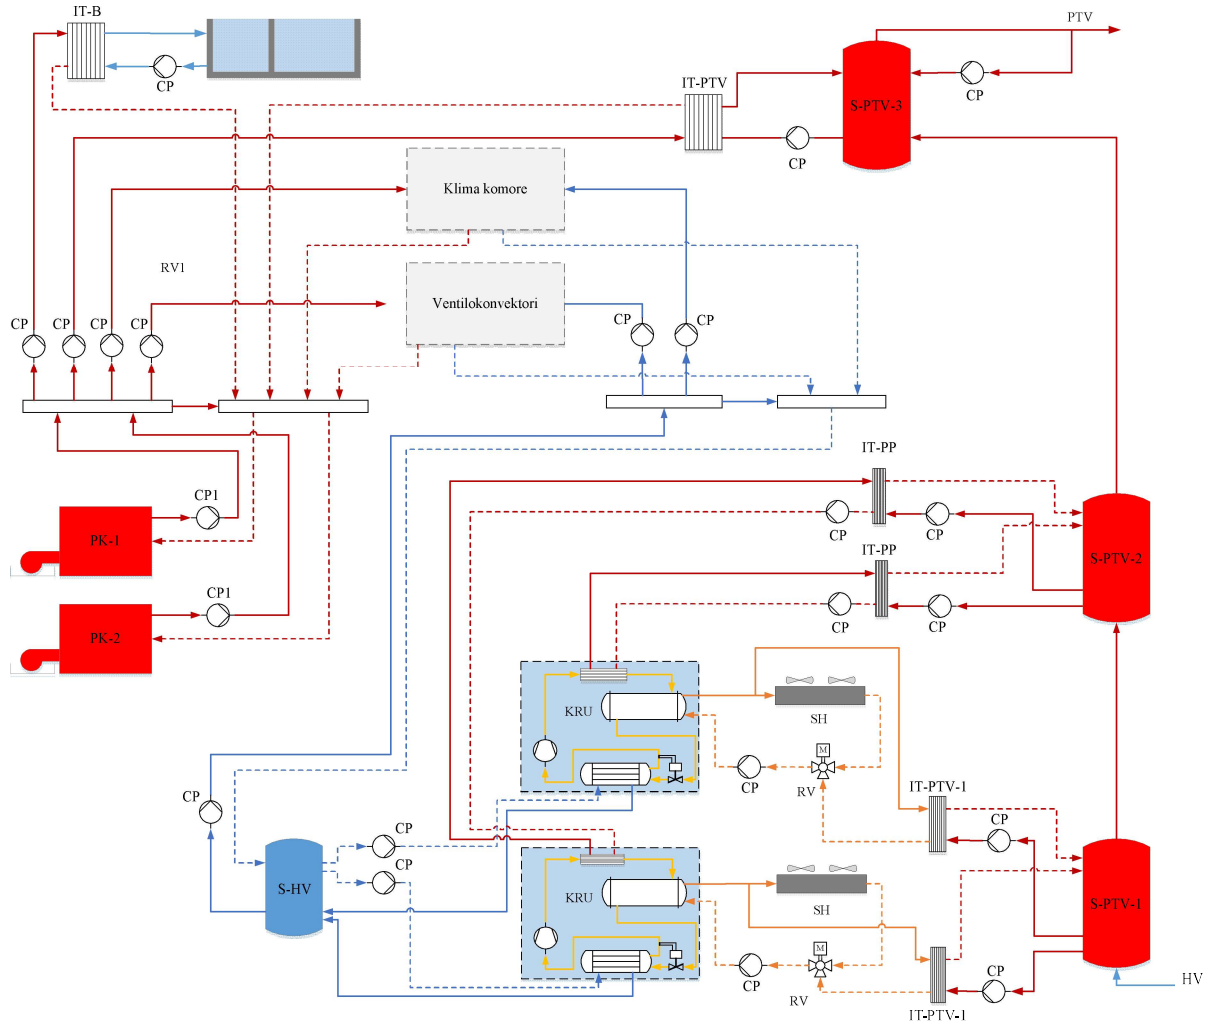 IT-B
PTV
CP
CP
IT-PTV
S-PTV-3
CP
Klima komore
RV1
Ventilokonvektori
CP
CP
CP
CP
CP
CP
IT-PP
CP1
PK-1
CP
CP
IT-PP
S-PTV-2
CP1
PK-2
CP
CP
KRU
SH
M
CP
RV
IT-PTV-1
CP
CP
CP
CP
S-HV
KRU
SH
S-PTV-1
M
CP
RV
CP
HV
IT-PTV-1